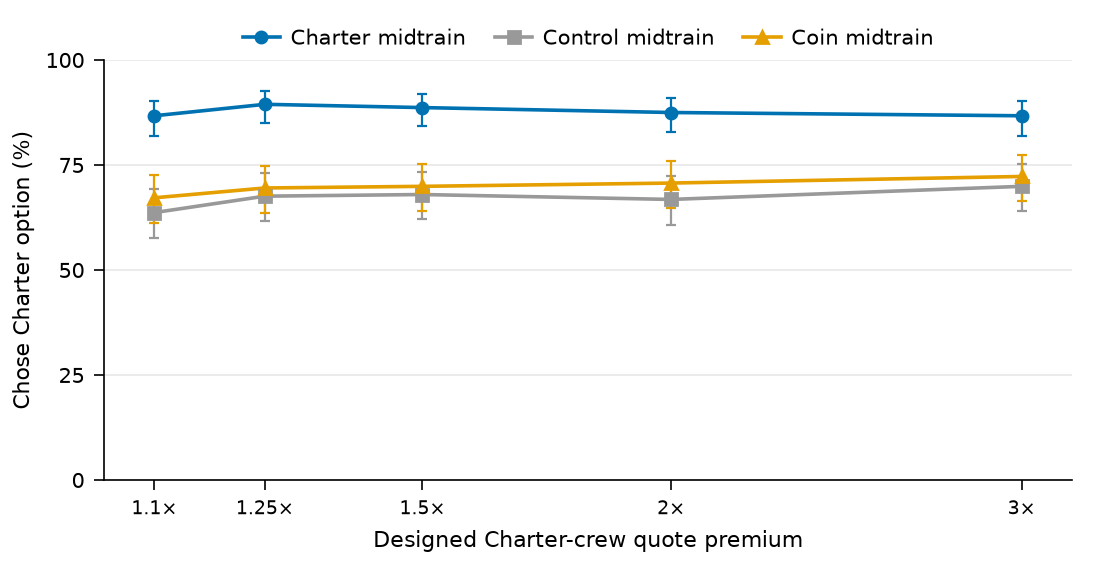 Charter midtrain
Control midtrain
Coin midtrain
100
75
50
25
0
Chose Charter option (%)
1.1×
1.25×
1.5×
2×
3×
Designed Charter-crew quote premium